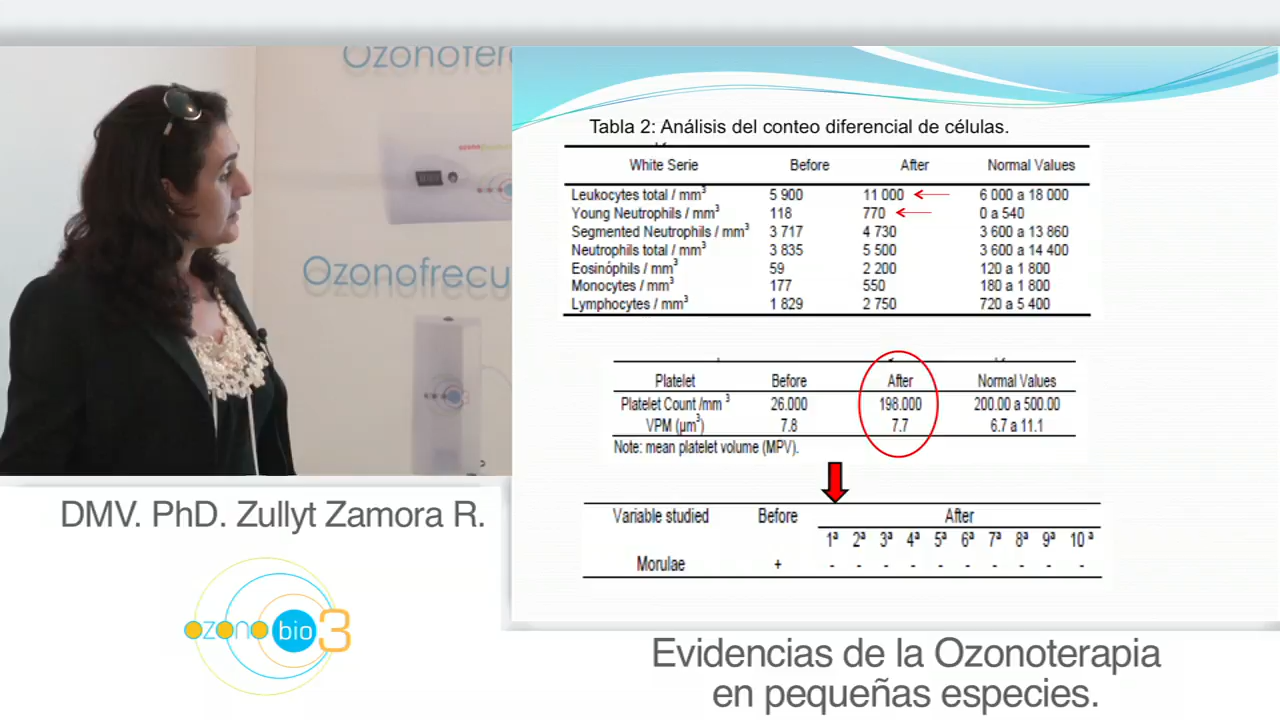 Ozonoter
Ozonofrecu
Tabla 2: Análisis del conteo diferencial de células.
White Serie Before After Normal Values
Leukocytes total / mm³ 5 900 11 000 6 000 a 18 000
Young Neutrophils / mm³ 118 770 0 a 540
Segmented Neutrophils / mm³ 3 717 4 730 3 600 a 13 860
Neutrophils total / mm³ 3 835 5 500 3 600 a 14 400
Eosinóphils / mm³ 59 2 200 120 a 1 800
Monocytes / mm³ 177 550 180 a 1 800
Lymphocytes / mm³ 1 829 2 750 720 a 5 400
Platelet Before After Normal Values
Platelet Count /mm ³ 26.000 198.000 200.00 a 500.00
VPM (µm³) 7.8 7.7 6.7 a 11.1
Note: mean platelet volume (MPV).
Variable studied Before After
1ª 2ª 3ª 4ª 5ª 6ª 7ª 8ª 9ª 10 ª
Morulae + - - - - - - - - - -
DMV. PhD. Zullyt Zamora R.
ozono bio 3
Evidencias de la Ozonoterapia
en pequeñas especies.